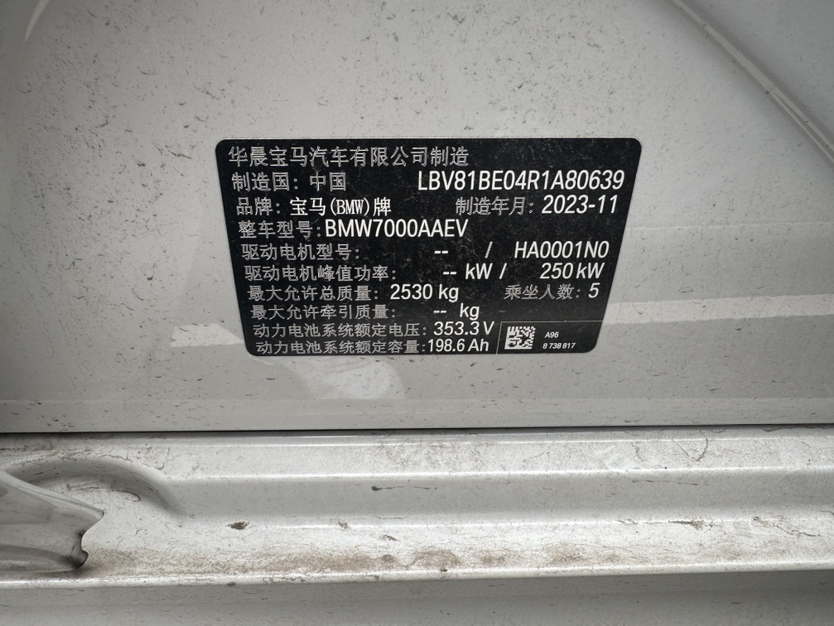 华晨宝马汽车有限公司制造
制造国：中国 LBV81BE04R1A80639
品牌：宝马(BMW)牌 制造年月：2023-11
整车型号：BMW7000AAEV
驱动电机型号： -- / HA0001N0
驱动电机峰值功率： -- kW / 250 kW
最大允许总质量：2530 kg 乘坐人数：5
最大允许牵引质量： -- kg
动力电池系统额定电压：353.3 V
动力电池系统额定容量：198.6 Ah
A96
8 738 817